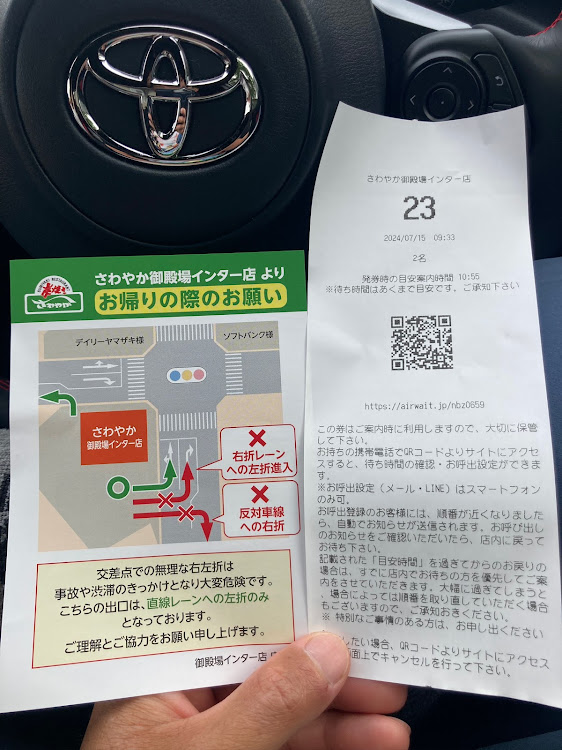 さわやか御殿場インター店 より
お帰りの際のお願い
デイリーヤマザキ様
ソフトバンク様
さわやか
御殿場インター店
右折レーン
への左折進入
反対車線
への右折
交差点での無理な右左折は
事故や渋滞のきっかけとなり大変危険です。
こちらの出口は、直線レーンへの左折のみ
となっております。
ご理解とご協力をお願い申し上げます。
御殿場インター店
さわやか御殿場インター店
23
2024/07/15 09:33
2名
発券時の目安案内時間 10:55
※待ち時間はあくまで目安です。ご承知下さい
https://airwait.jp/nbz0659
この券はご案内時に利用しますので、大切に保管
して下さい。
お持ちの携帯電話でQRコードよりサイトにアクセ
スすると、待ち時間の確認・お呼出設定ができま
す。
※お呼出設定（メール・LINE）はスマートフォン
のみ可。
お呼出登録のお客様には、順番が近くなりました
ら、自動でお知らせが送信されます。お呼び出し
のお知らせをご確認いただいたら、店内に戻って
お待ち下さい。
記載された「目安時間」を過ぎてからのお戻りの
場合は、すでに店内でお待ちの方を優先してご案
内をさせていただきます。大幅に過ぎてしまうと
、場合によっては順番を取り直していただく場合
もございますので、ご承知おきください。
※ 特別なご事情のある方は、お申し出ください
したい場合、QRコードよりサイトにアクセス
面上でキャンセルを行って下さい。